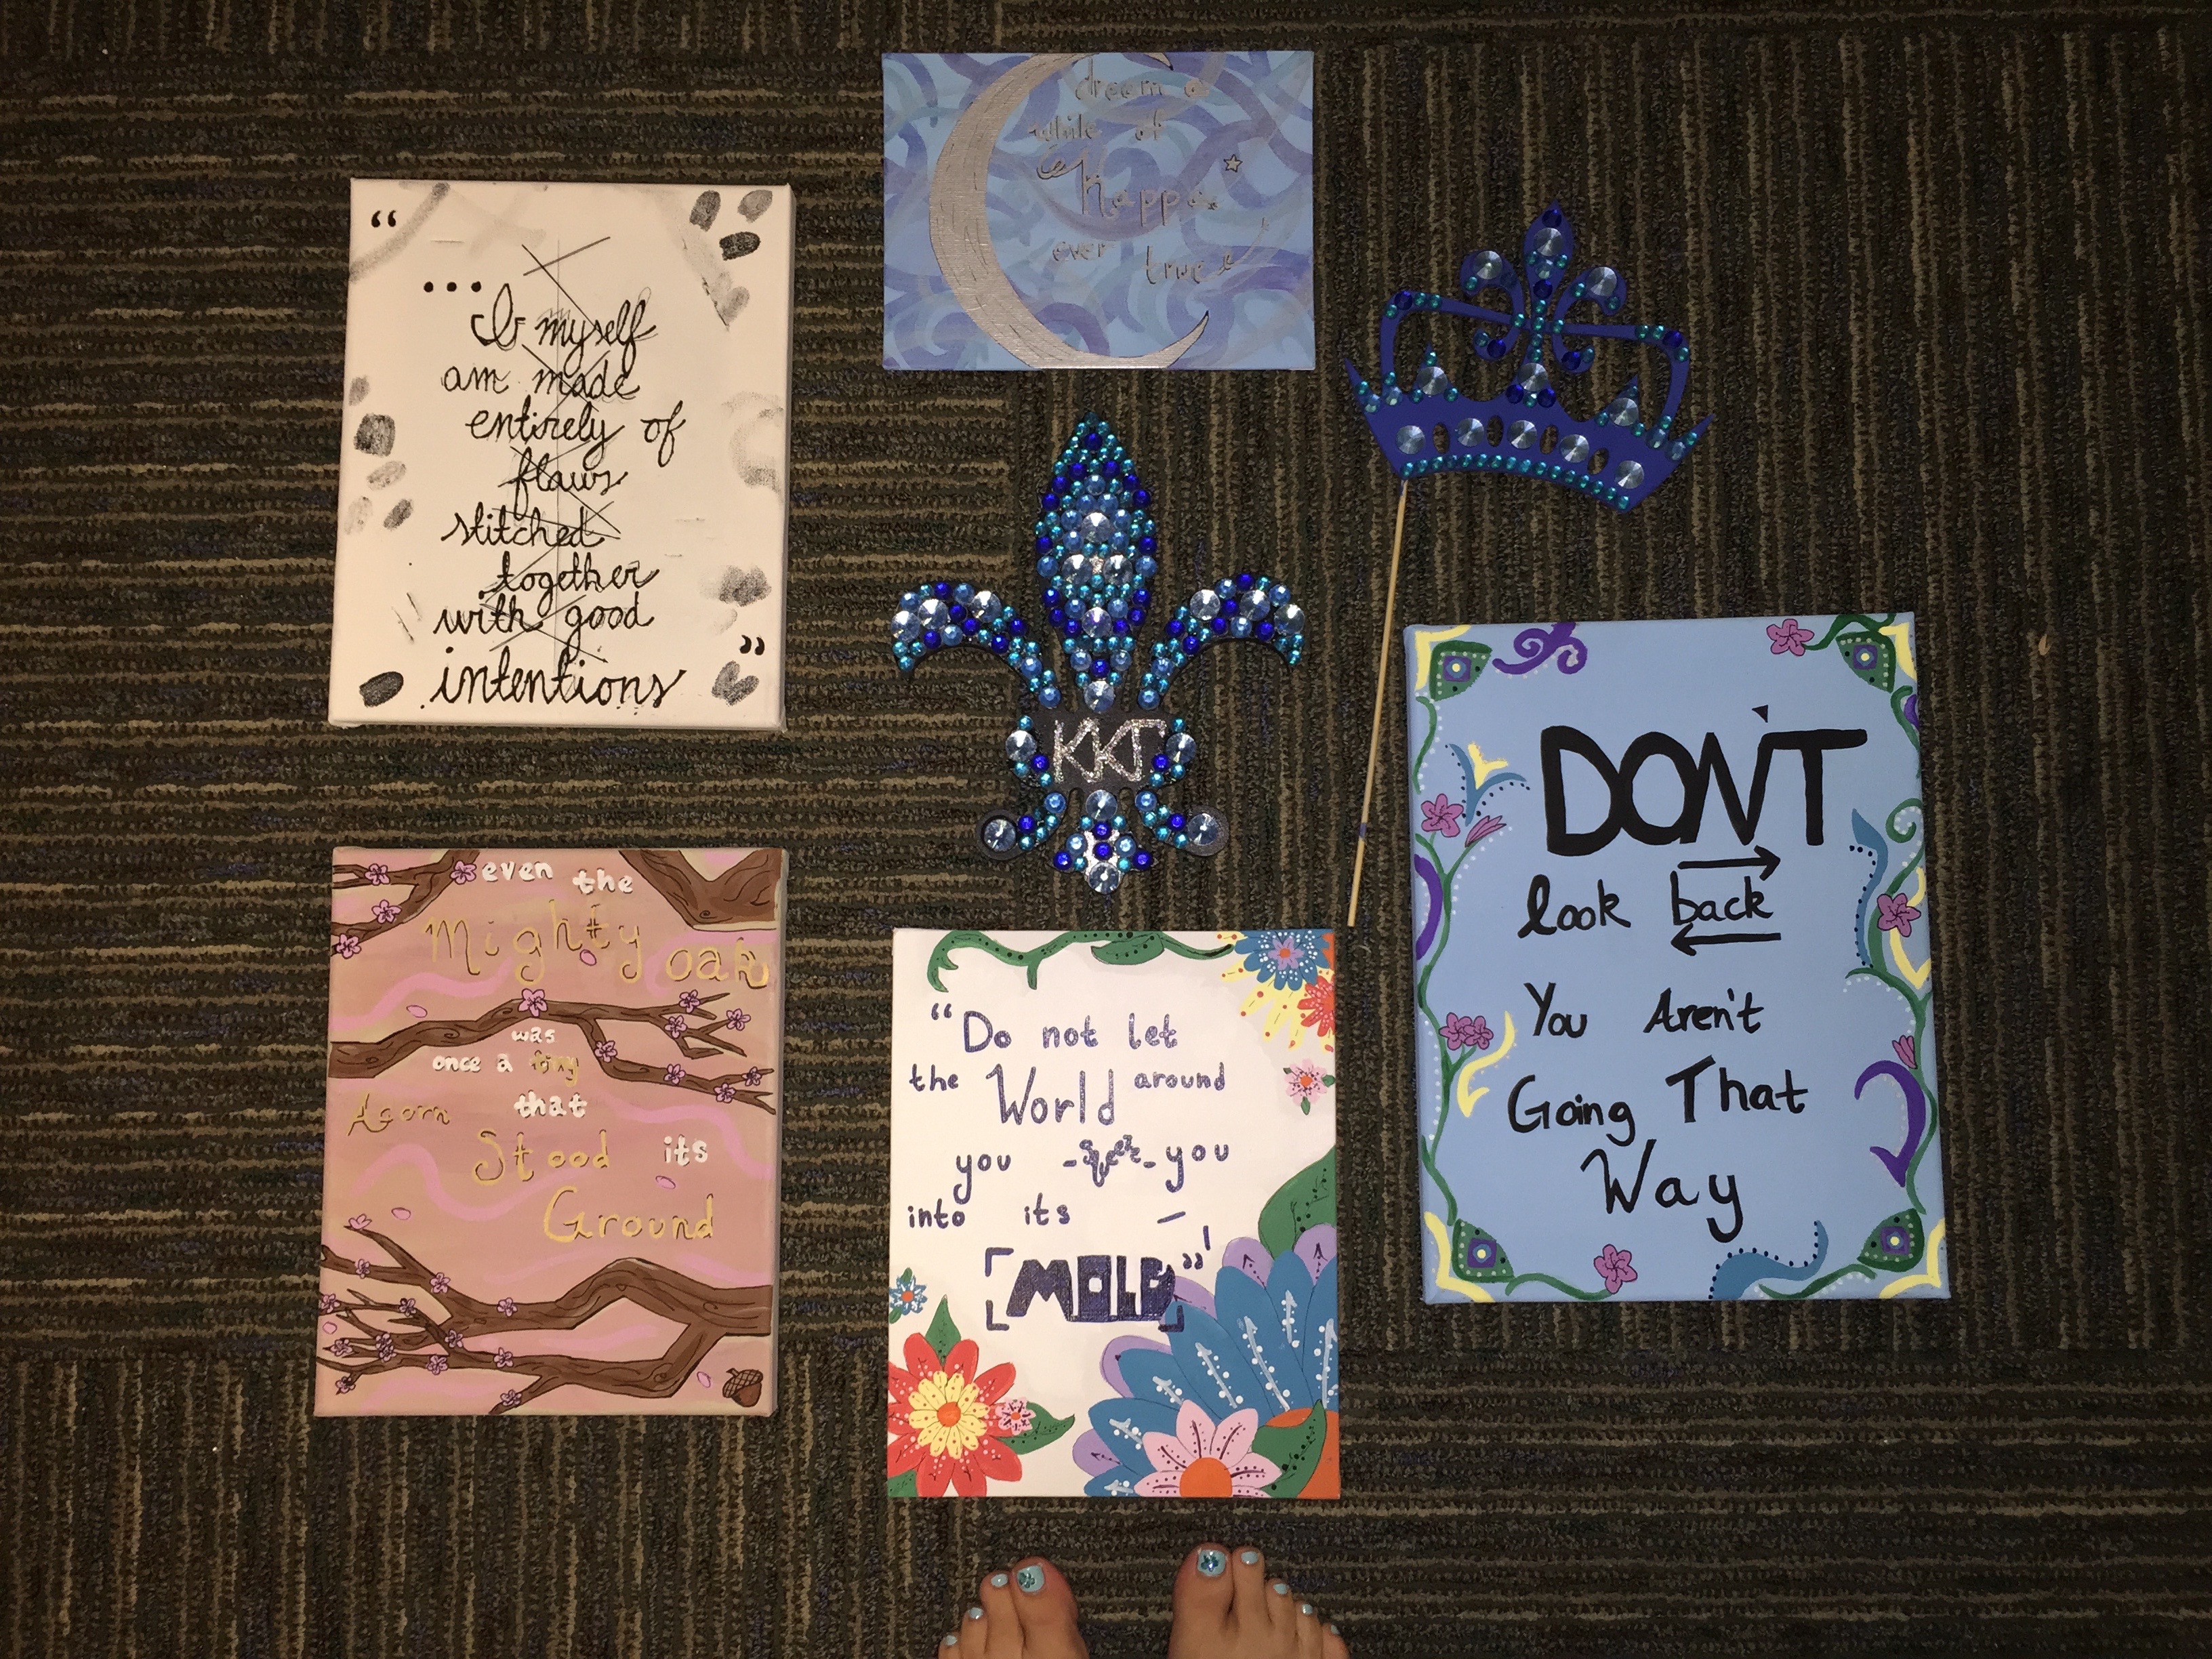 dream a
while of
Kappa
ever true
“
...I myself
am made
entirely of
flaws
stitched
together
with good
intentions
”
KKΓ
DON'T
look back
You Aren't
Going That
Way
even the
Mighty oak
was
once a tiny
Acorn that
Stood its
Ground
“Do not let
the World around
you you
into its
[MOLD”]